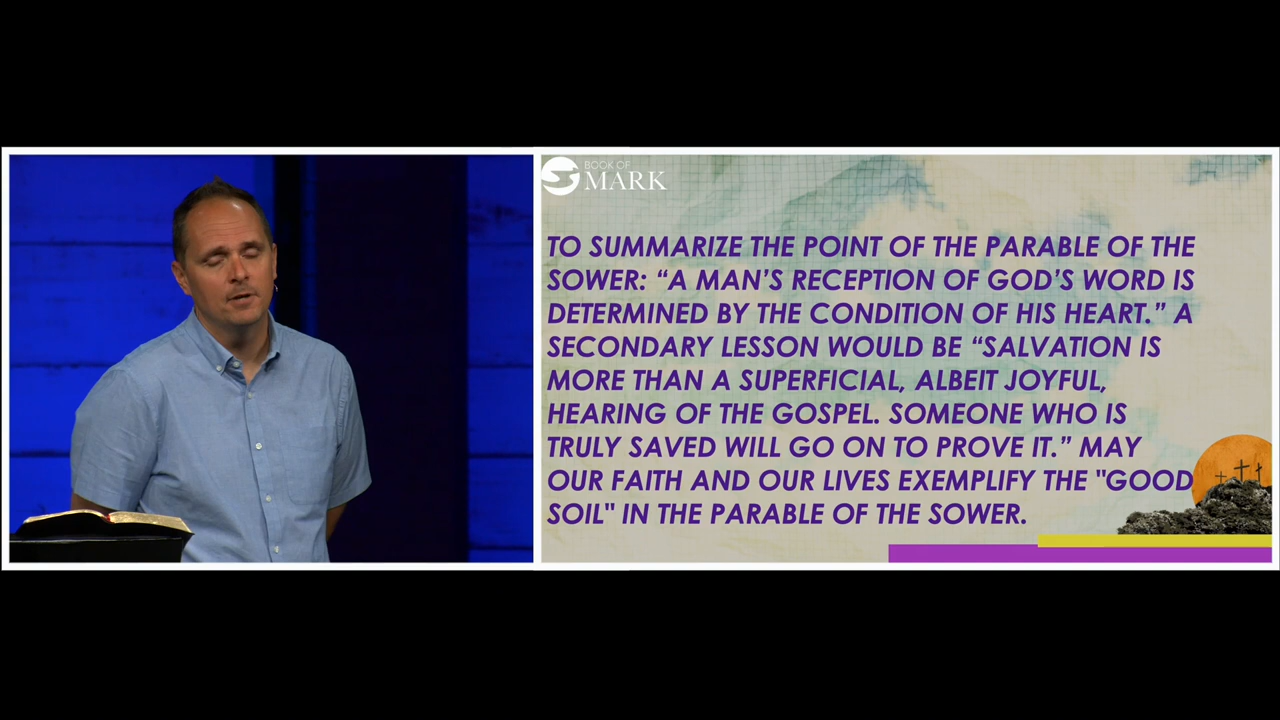 BOOK OF
MARK
TO SUMMARIZE THE POINT OF THE PARABLE OF THE
SOWER: “A MAN’S RECEPTION OF GOD’S WORD IS
DETERMINED BY THE CONDITION OF HIS HEART.” A
SECONDARY LESSON WOULD BE “SALVATION IS
MORE THAN A SUPERFICIAL, ALBEIT JOYFUL,
HEARING OF THE GOSPEL. SOMEONE WHO IS
TRULY SAVED WILL GO ON TO PROVE IT.” MAY
OUR FAITH AND OUR LIVES EXEMPLIFY THE "GOOD
SOIL" IN THE PARABLE OF THE SOWER.